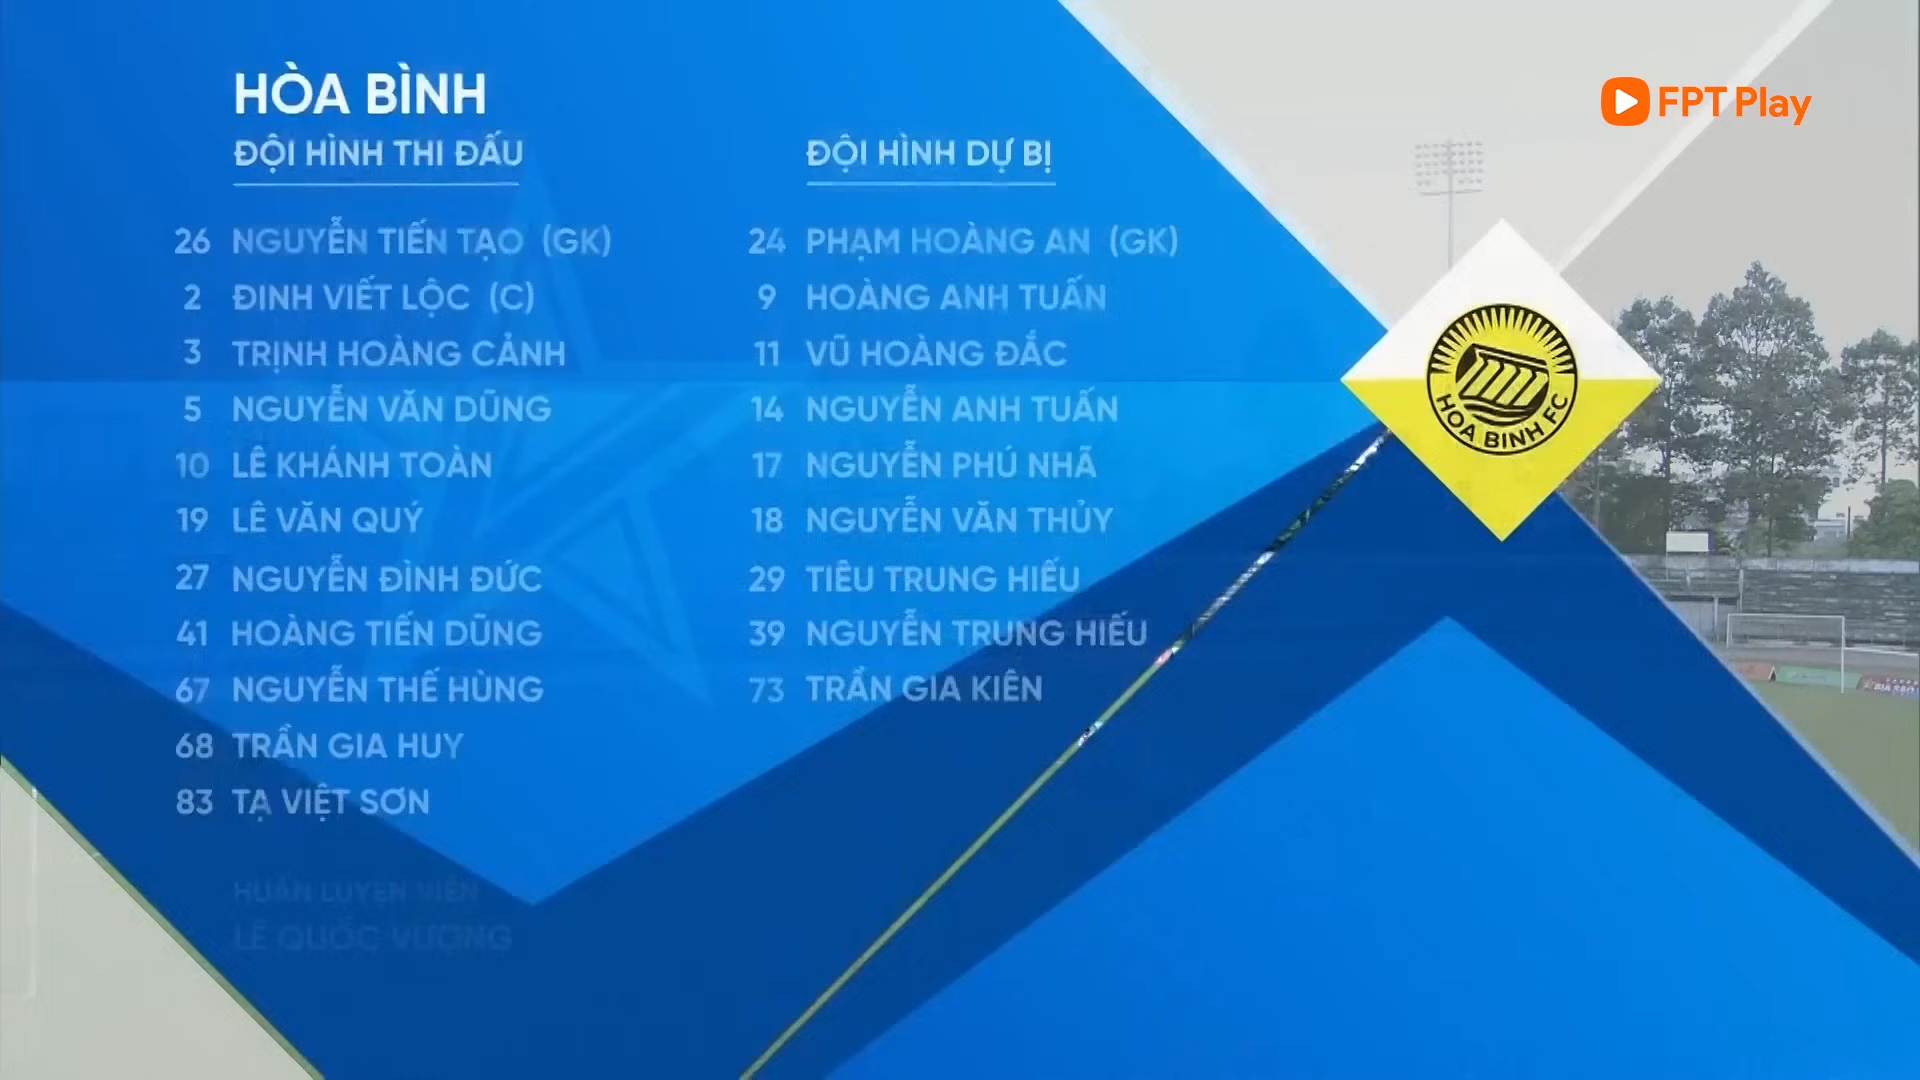 HÒA BÌNH
ĐỘI HÌNH THI ĐẤU
26 NGUYỄN TIẾN TẠO (GK)
2 ĐINH VIẾT LỘC (C)
3 TRỊNH HOÀNG CẢNH
5 NGUYỄN VĂN DŨNG
10 LÊ KHÁNH TOÀN
19 LÊ VĂN QUÝ
27 NGUYỄN ĐÌNH ĐỨC
41 HOÀNG TIẾN DŨNG
67 NGUYỄN THẾ HÙNG
68 TRẦN GIA HUY
83 TẠ VIỆT SƠN
HUẤN LUYỆN VIÊN
LÊ QUỐC VƯỢNG
ĐỘI HÌNH DỰ BỊ
24 PHẠM HOÀNG AN (GK)
9 HOÀNG ANH TUẤN
11 VŨ HOÀNG ĐẮC
14 NGUYỄN ANH TUẤN
17 NGUYỄN PHÚ NHÃ
18 NGUYỄN VĂN THỦY
29 TIÊU TRUNG HIẾU
39 NGUYỄN TRUNG HIẾU
73 TRẦN GIA KIÊN
FPT Play
HOA BINH FC